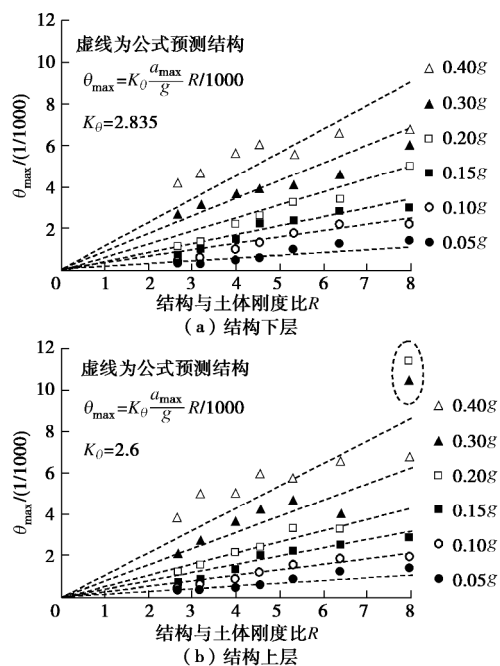 12
10
8
6
4
2
0
虚线为公式预测结构
θmax=Kθ amax/g R/1000
Kθ=2.835
θmax/(1/1000)
0.40g
0.30g
0.20g
0.15g
0.10g
0.05g
1 2 3 4 5 6 7 8
结构与土体刚度比R
（a）结构下层
12
10
8
6
4
2
虚线为公式预测结构
θmax=Kθ amax/g R/1000
Kθ=2.6
θmax/(1/1000)
0.40g
0.30g
0.20g
0.15g
0.10g
0.05g
0 1 2 3 4 5 6 7 8
结构与土体刚度比R
（b）结构上层